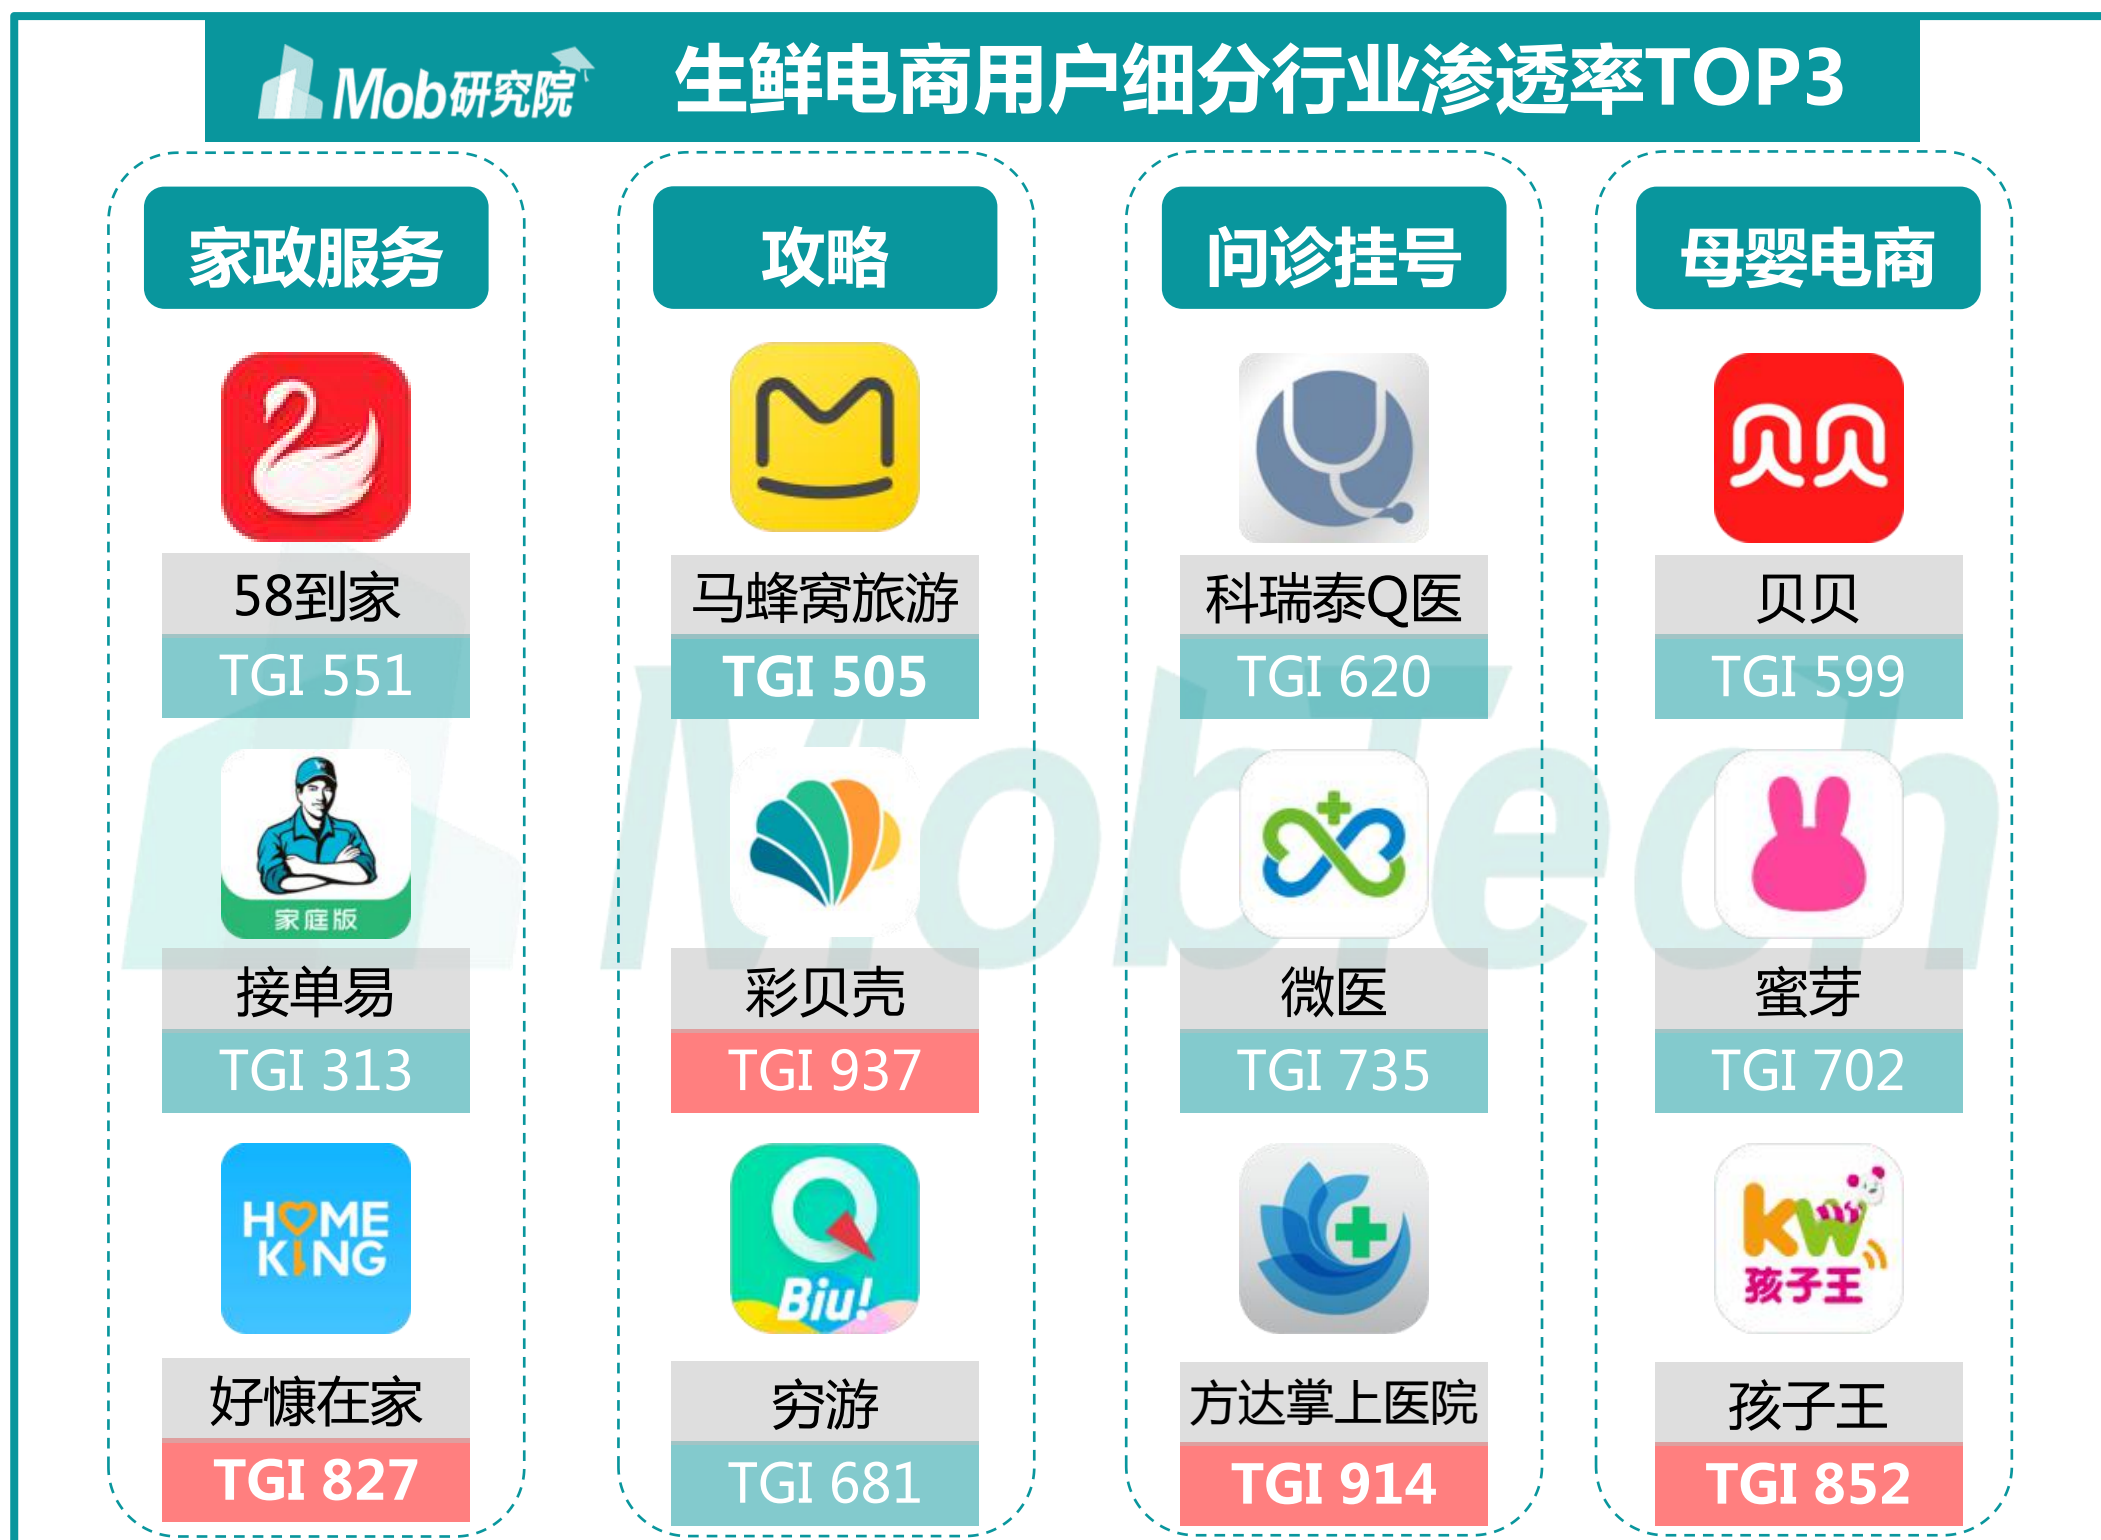 Mob研究院
生鲜电商用户细分行业渗透率TOP3
家政服务
攻略
问诊挂号
母婴电商
贝贝
58到家
马蜂窝旅游
科瑞泰Q医
贝贝
TGI 551
TGI 505
TGI 620
TGI 599
MobTech
家庭版
接单易
彩贝壳
微医
蜜芽
TGI 313
TGI 937
TGI 735
TGI 702
HOME
KING
Biu!
kw
孩子王
好慷在家
穷游
方达掌上医院
孩子王
TGI 827
TGI 681
TGI 914
TGI 852